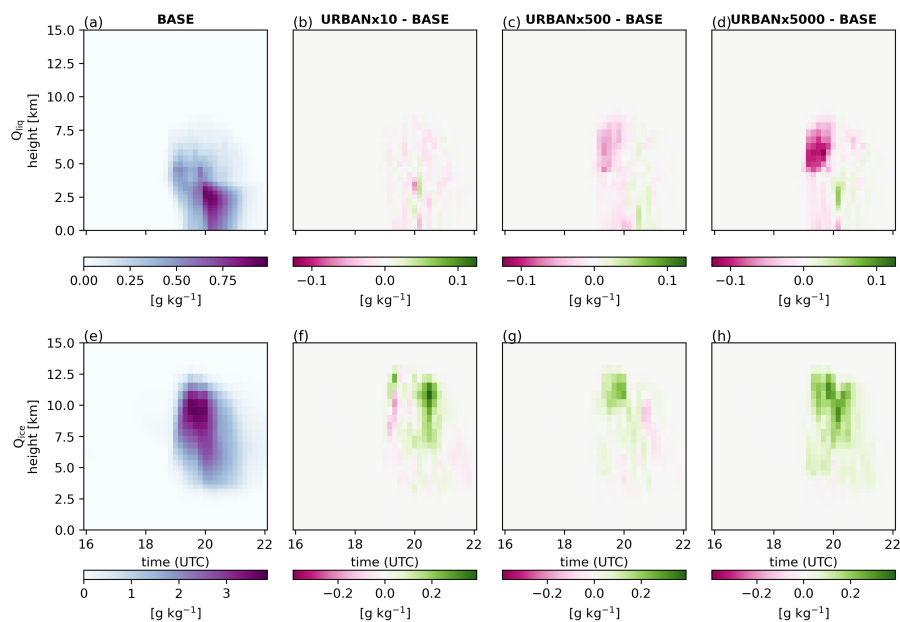 (a) BASE (b) URBANx10 - BASE (c) URBANx500 - BASE (d) URBANx5000 - BASE
15.0
12.5
10.0
7.5
5.0
2.5
0.0
Qliq
height [km]
0.00 0.25 0.50 0.75 −0.1 0.0 0.1 −0.1 0.0 0.1 −0.1 0.0 0.1
[g kg⁻¹] [g kg⁻¹] [g kg⁻¹] [g kg⁻¹]
(e) (f) (g) (h)
15.0
12.5
10.0
7.5
5.0
2.5
0.0
Qice
height [km]
16 18 20 22 16 18 20 22 16 18 20 22 16 18 20 22
time (UTC) time (UTC) time (UTC) time (UTC)
0 1 2 3 −0.2 0.0 0.2 −0.2 0.0 0.2 −0.2 0.0 0.2
[g kg⁻¹] [g kg⁻¹] [g kg⁻¹] [g kg⁻¹]